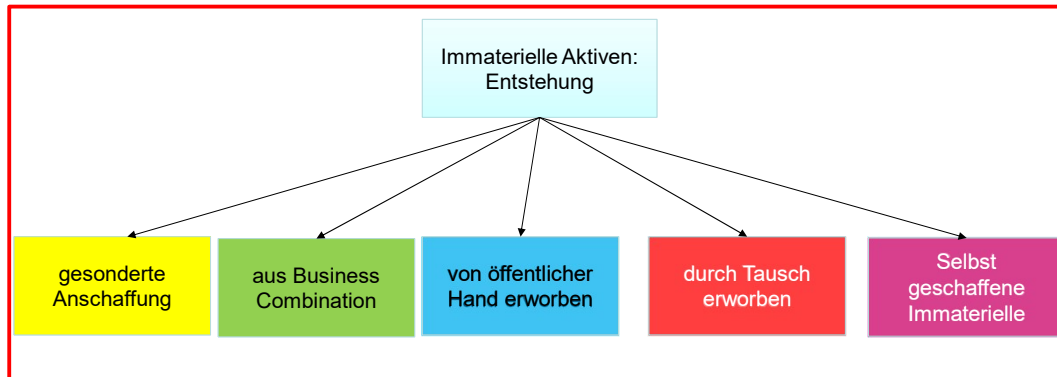 Immaterielle Aktiven:
Entstehung
gesonderte
Anschaffung
aus Business
Combination
von öffentlicher
Hand erworben
durch Tausch
erworben
Selbst
geschaffene
Immaterielle